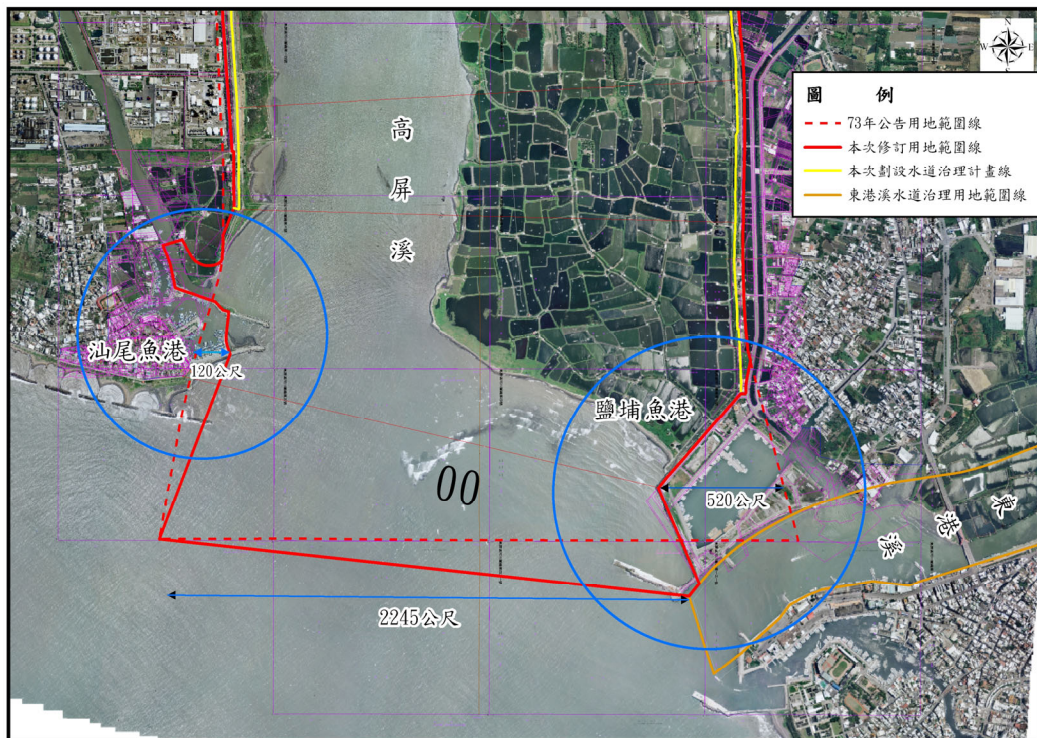 N
W E
S
圖 例
73年公告用地範圍線
本次修訂用地範圍線
本次劃設水道治理計畫線
東港溪水道治理用地範圍線
高
屏
溪
汕尾魚港
120公尺
鹽埔魚港
00
520公尺
東
港
溪
2245公尺